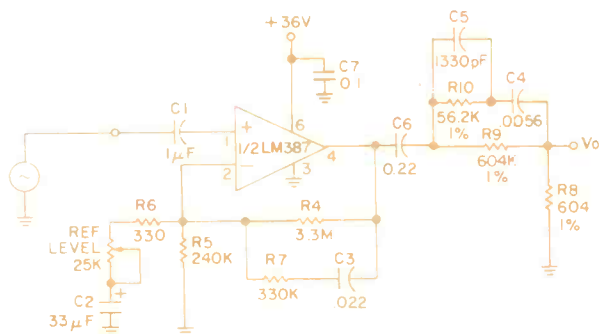 +36V
C7
0.1
C5
1330pF
R10
56.2K
1%
C4
.0056
C1
1µF
+
1
6
1/2LM387
4
2
−
3
C6
0.22
R9
604K
1%
Vo
R8
604
1%
R6
330
REF
LEVEL
25K
R5
240K
R4
3.3M
R7
330K
C3
.022
C2
+
33µF